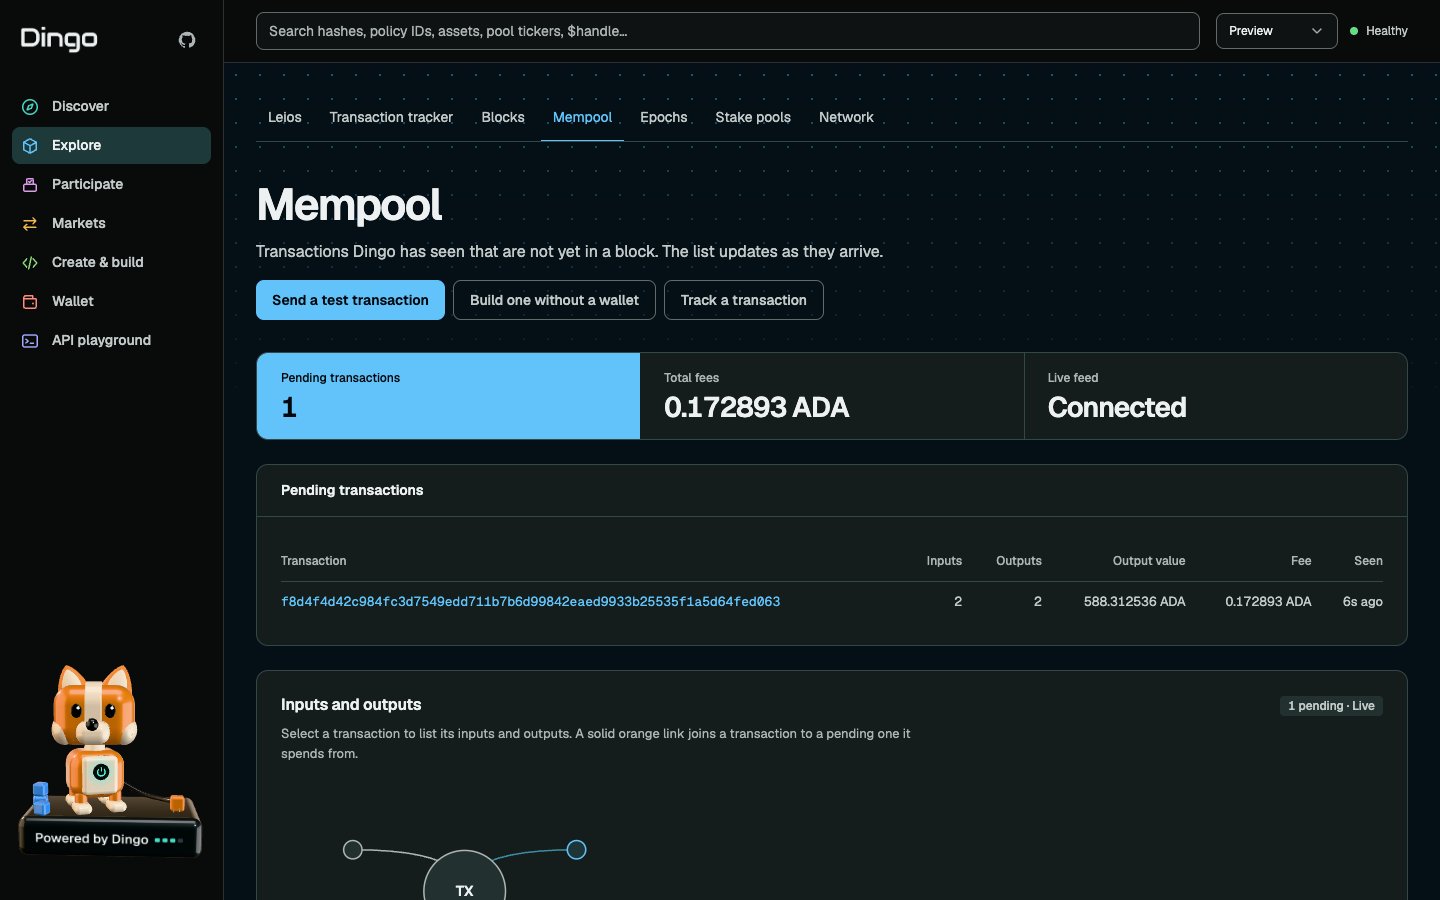 Dingo
Search hashes, policy IDs, assets, pool tickers, $handle...
Preview
Healthy
Discover
Explore
Participate
Markets
Create & build
Wallet
API playground
Leios
Transaction tracker
Blocks
Mempool
Epochs
Stake pools
Network
Mempool
Transactions Dingo has seen that are not yet in a block. The list updates as they arrive.
Send a test transaction
Build one without a wallet
Track a transaction
Pending transactions
1
Total fees
0.172893 ADA
Live feed
Connected
Pending transactions
Transaction Inputs Outputs Output value Fee Seen
f8d4f4d42c984fc3d7549edd711b7b6d99842eaed9933b25535f1a5d64fed063 2 2 588.312536 ADA 0.172893 ADA 6s ago
Inputs and outputs
1 pending · Live
Select a transaction to list its inputs and outputs. A solid orange link joins a transaction to a pending one it
spends from.
TX
Powered by Dingo